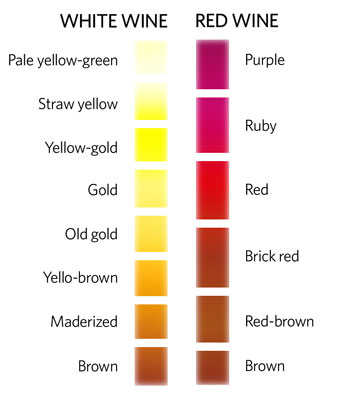 WHITE WINE
Pale yellow-green
Straw yellow
Yellow-gold
Gold
Old gold
Yello-brown
Maderized
Brown
RED WINE
Purple
Ruby
Red
Brick red
Red-brown
Brown